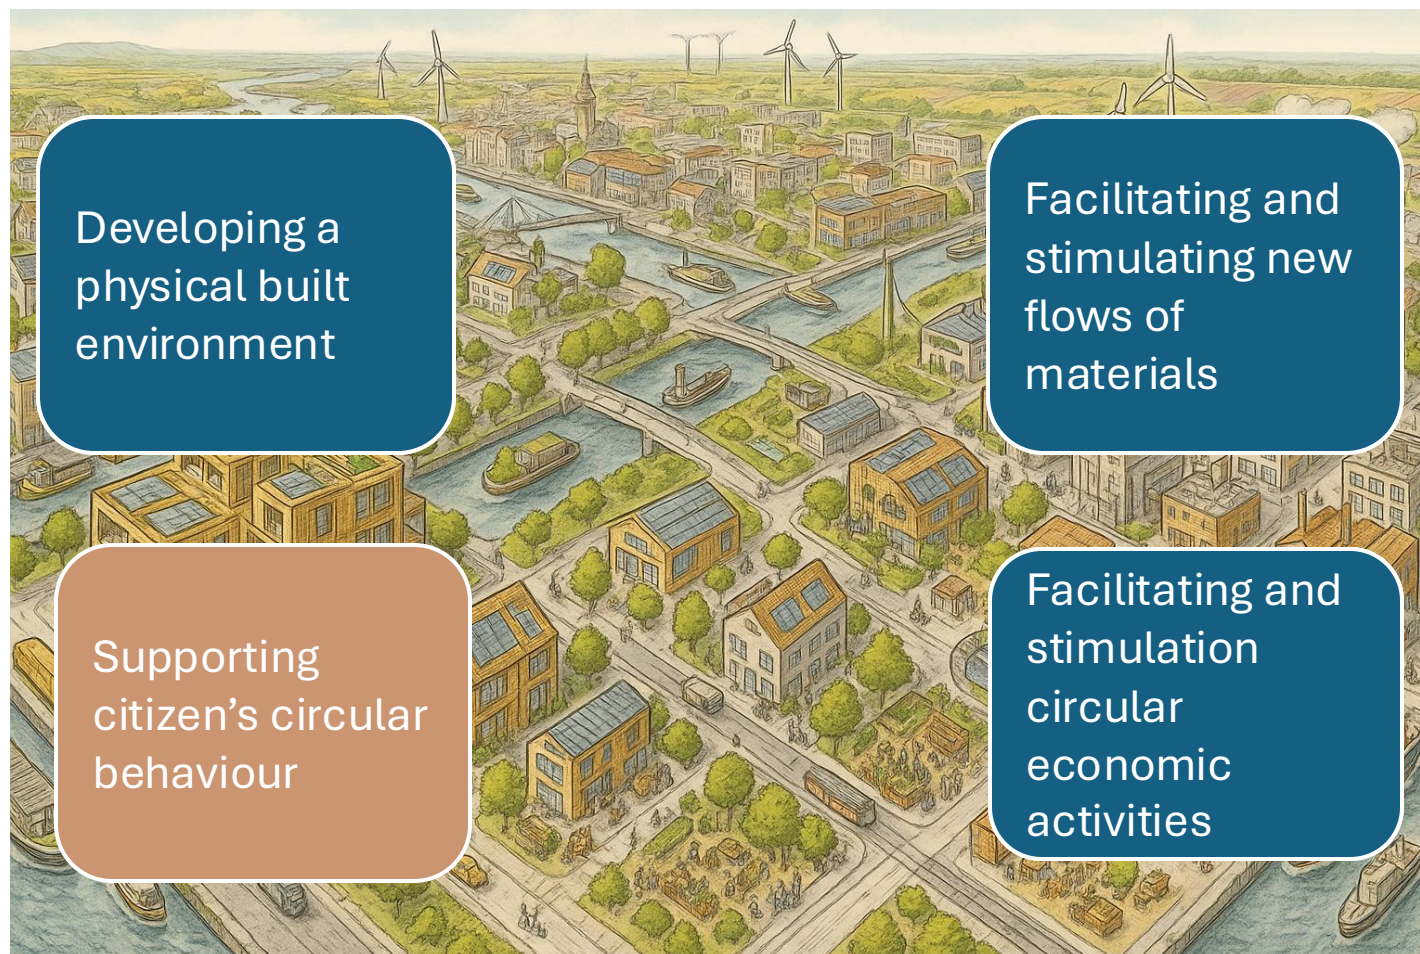 Developing a
physical built
environment
Facilitating and
stimulating new
flows of
materials
Supporting
citizen’s circular
behaviour
Facilitating and
stimulation
circular
economic
activities